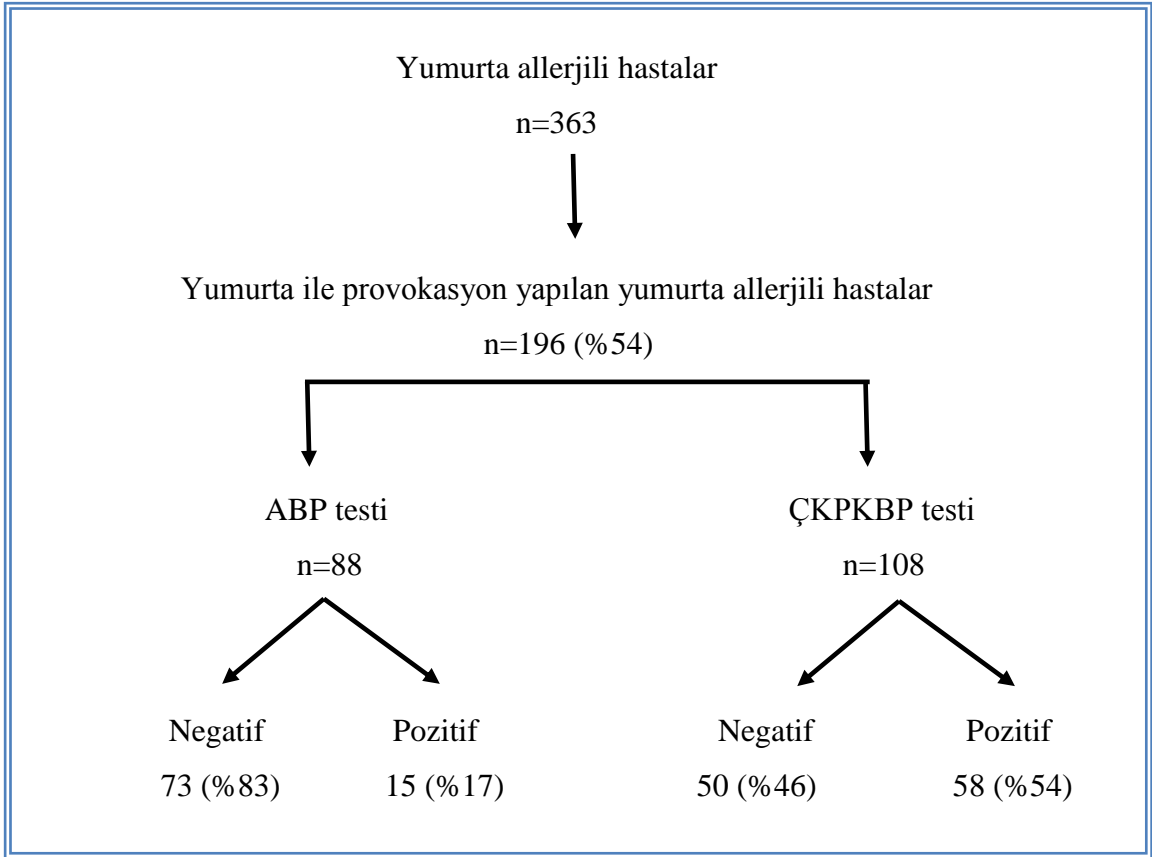 Yumurta allerjili hastalar
n=363
Yumurta ile provokasyon yapılan yumurta allerjili hastalar
n=196 (%54)
ABP testi
n=88
ÇKPKBP testi
n=108
Negatif
73 (%83)
Pozitif
15 (%17)
Negatif
50 (%46)
Pozitif
58 (%54)